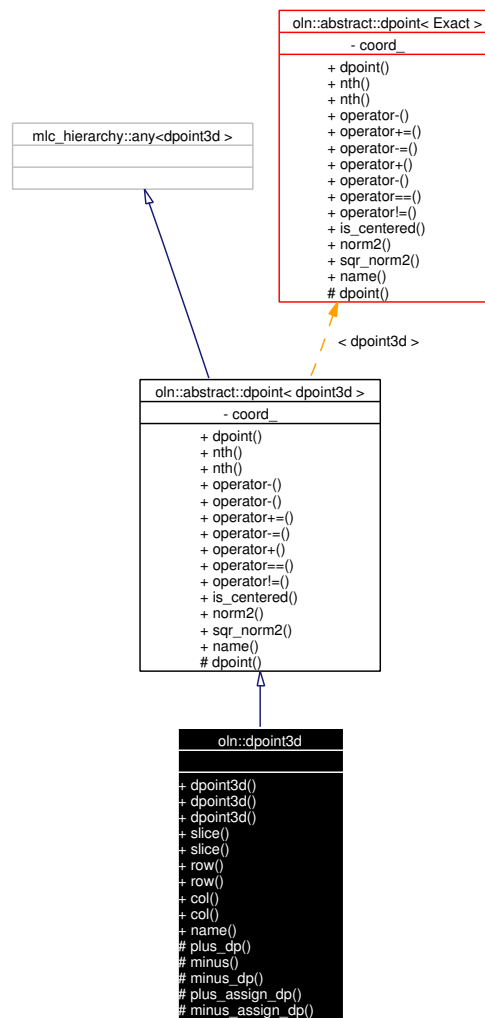 oln::abstract::dpoint< Exact >
- coord_
+ dpoint()
+ nth()
+ nth()
+ operator-()
+ operator+=()
+ operator-=()
+ operator+()
+ operator-()
+ operator==()
+ operator!=()
+ is_centered()
+ norm2()
+ sqr_norm2()
+ name()
# dpoint()
mlc_hierarchy::any<dpoint3d >
< dpoint3d >
oln::abstract::dpoint< dpoint3d >
- coord_
+ dpoint()
+ nth()
+ nth()
+ operator-()
+ operator-()
+ operator+=()
+ operator-=()
+ operator+()
+ operator==()
+ operator!=()
+ is_centered()
+ norm2()
+ sqr_norm2()
+ name()
# dpoint()
oln::dpoint3d
+ dpoint3d()
+ dpoint3d()
+ dpoint3d()
+ slice()
+ slice()
+ row()
+ row()
+ col()
+ col()
+ name()
# plus_dp()
# minus()
# minus_dp()
# plus_assign_dp()
# minus_assign_dp()